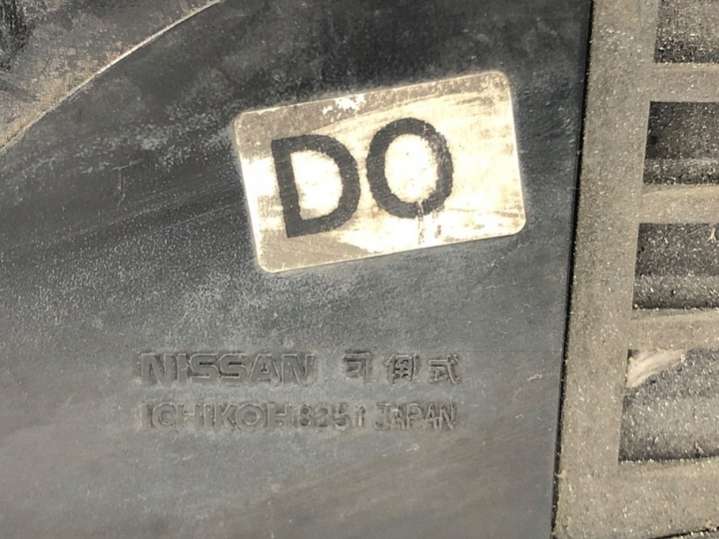 DO
NISSAN 可倒式
ICHIKOH 8251 JAPAN